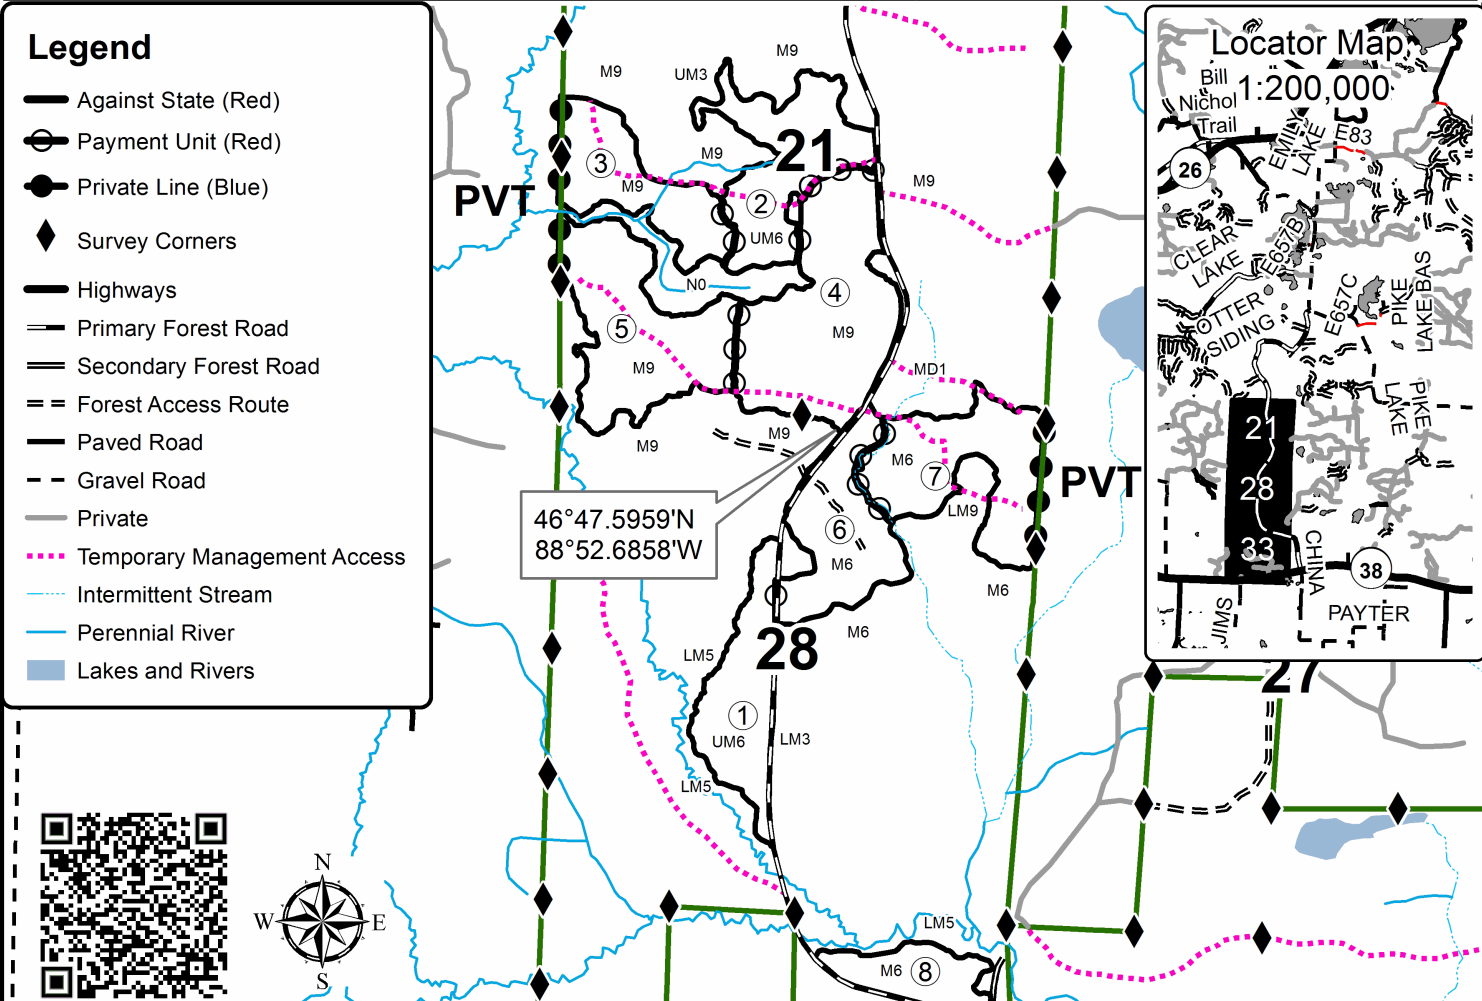 Legend
Against State (Red)
Payment Unit (Red)
Private Line (Blue)
Survey Corners
Highways
Primary Forest Road
Secondary Forest Road
Forest Access Route
Paved Road
Gravel Road
Private
Temporary Management Access
Intermittent Stream
Perennial River
Lakes and Rivers
N
W E
S
M9
UM3
M9
21
M9
3
M9
M9
PVT
2
UM6
N0
4
5
M9
M9
MD1
M9
M9
M6
7
PVT
LM9
46°47.5959'N
88°52.6858'W
6
M6
M6
28
M6
LM5
1
UM6
LM3
LM5
27
LM5
M6
8
Locator Map
1:200,000
Bill
Nichol
Trail
26
EMILY
LAKE
E83
CLEAR
LAKE
E657B
OTTER
SIDING
E657C
PIKE
LAKE BAS
PIKE
LAKE
21
28
33
CHINA
38
JIMS
PAYTER